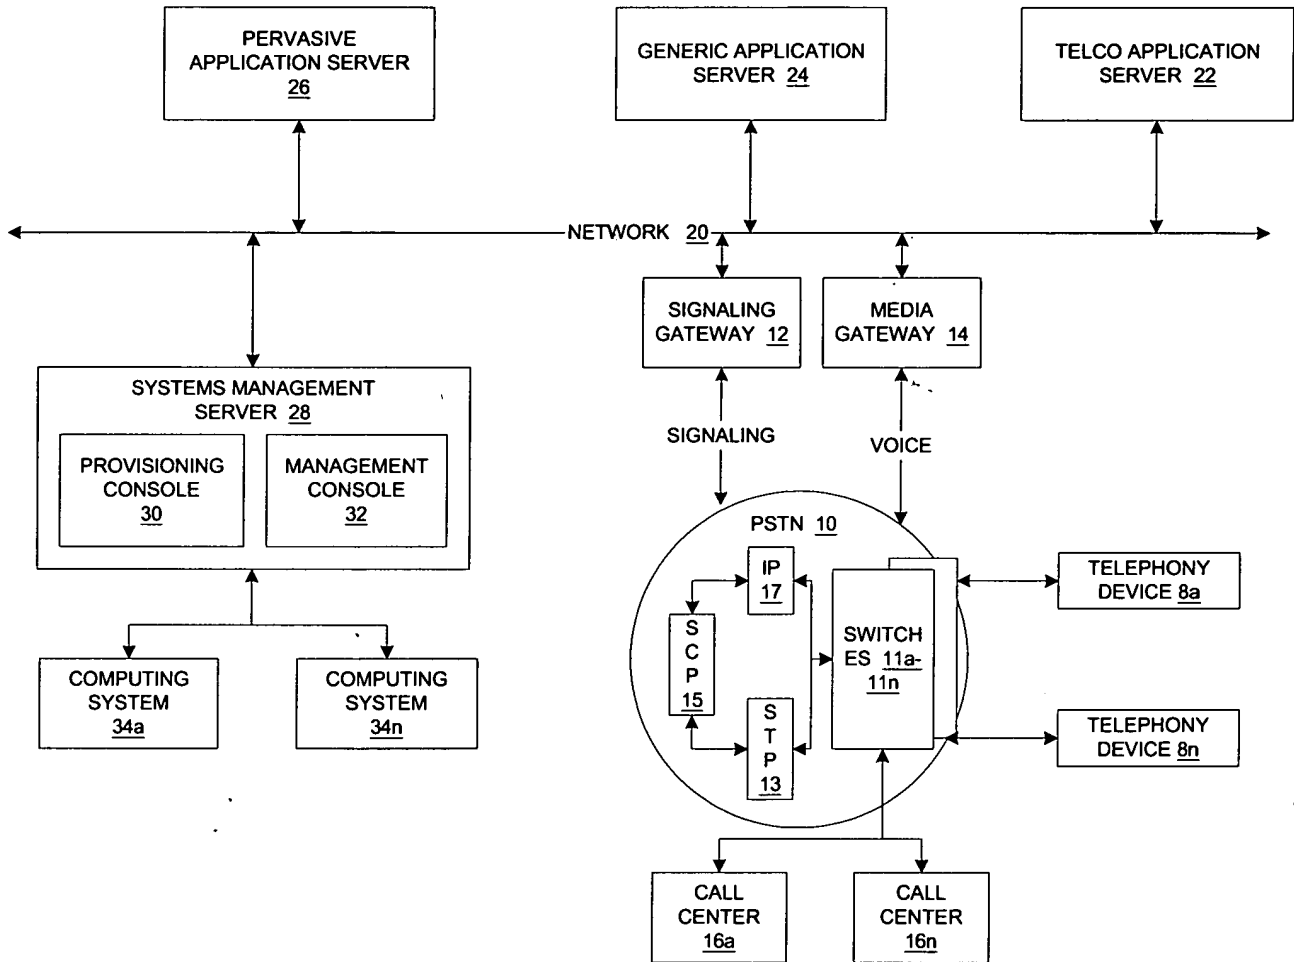 PERVASIVE
APPLICATION SERVER
26
GENERIC APPLICATION
SERVER 24
TELCO APPLICATION
SERVER 22
NETWORK 20
SIGNALING
GATEWAY 12
MEDIA
GATEWAY 14
SYSTEMS MANAGEMENT
SERVER 28
PROVISIONING
CONSOLE
30
MANAGEMENT
CONSOLE
32
SIGNALING
VOICE
PSTN 10
IP
17
S
C
P
15
S
T
P
13
SWITCH
ES 11a-
11n
TELEPHONY
DEVICE 8a
TELEPHONY
DEVICE 8n
COMPUTING
SYSTEM
34a
COMPUTING
SYSTEM
34n
CALL
CENTER
16a
CALL
CENTER
16n